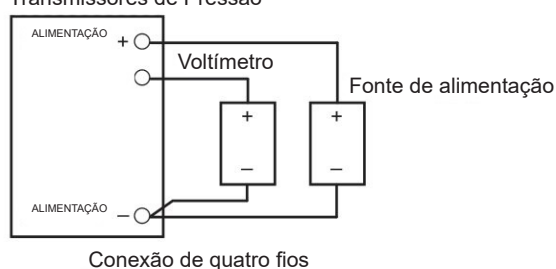 Transmissores de Pressão
ALIMENTAÇÃO +
Voltímetro
Fonte de alimentação
+ +
– –
ALIMENTAÇÃO –
Conexão de quatro fios